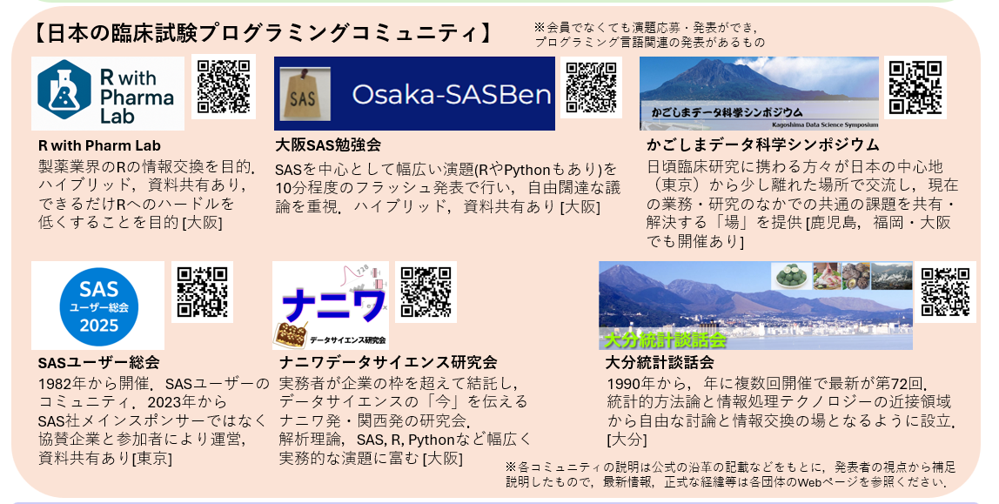 【日本の臨床試験プログラミングコミュニティ】
※会員でなくても演題応募・発表ができ，
プログラミング言語関連の発表があるもの
R with
Pharma
Lab
R with Pharm Lab
製薬業界のRの情報交換を目的．
ハイブリッド，資料共有あり，
できるだけRへのハードルを
低くすることを目的 [大阪]
SAS
Osaka-SASBen
大阪SAS勉強会
SASを中心として幅広い演題(RやPythonもあり)を
10分程度のフラッシュ発表で行い，自由闊達な議
論を重視．ハイブリッド，資料共有あり [大阪]
かごしまデータ科学シンポジウム
Kagoshima Data Science Symposium
かごしまデータ科学シンポジウム
日頃臨床研究に携わる方々が日本の中心地
（東京）から少し離れた場所で交流し，現在
の業務・研究のなかでの共通の課題を共有・
解決する「場」を提供 [鹿児島，福岡・大阪
でも開催あり]
SAS
ユーザー総会
2025
SASユーザー総会
1982年から開催．SASユーザーの
コミュニティ．2023年から
SAS社メインスポンサーではなく
協賛企業と参加者により運営，
資料共有あり[東京]
ナニワ
データサイエンス研究会
ナニワデータサイエンス研究会
実務者が企業の枠を超えて結託し，
データサイエンスの「今」を伝える
ナニワ発・関西発の研究会．
解析理論，SAS, R, Pythonなど幅広く
実務的な演題に富む [大阪]
大分統計談話会
大分統計談話会
1990年から，年に複数回開催で最新が第72回．
統計的方法論と情報処理テクノロジーの近接領域
から自由な討論と情報交換の場となるように設立．
[大分]
※各コミュニティの説明は公式の沿革の記載などをもとに，発表者の視点から補足
説明したもので，最新情報，正式な経緯等は各団体のWebページを参照ください．